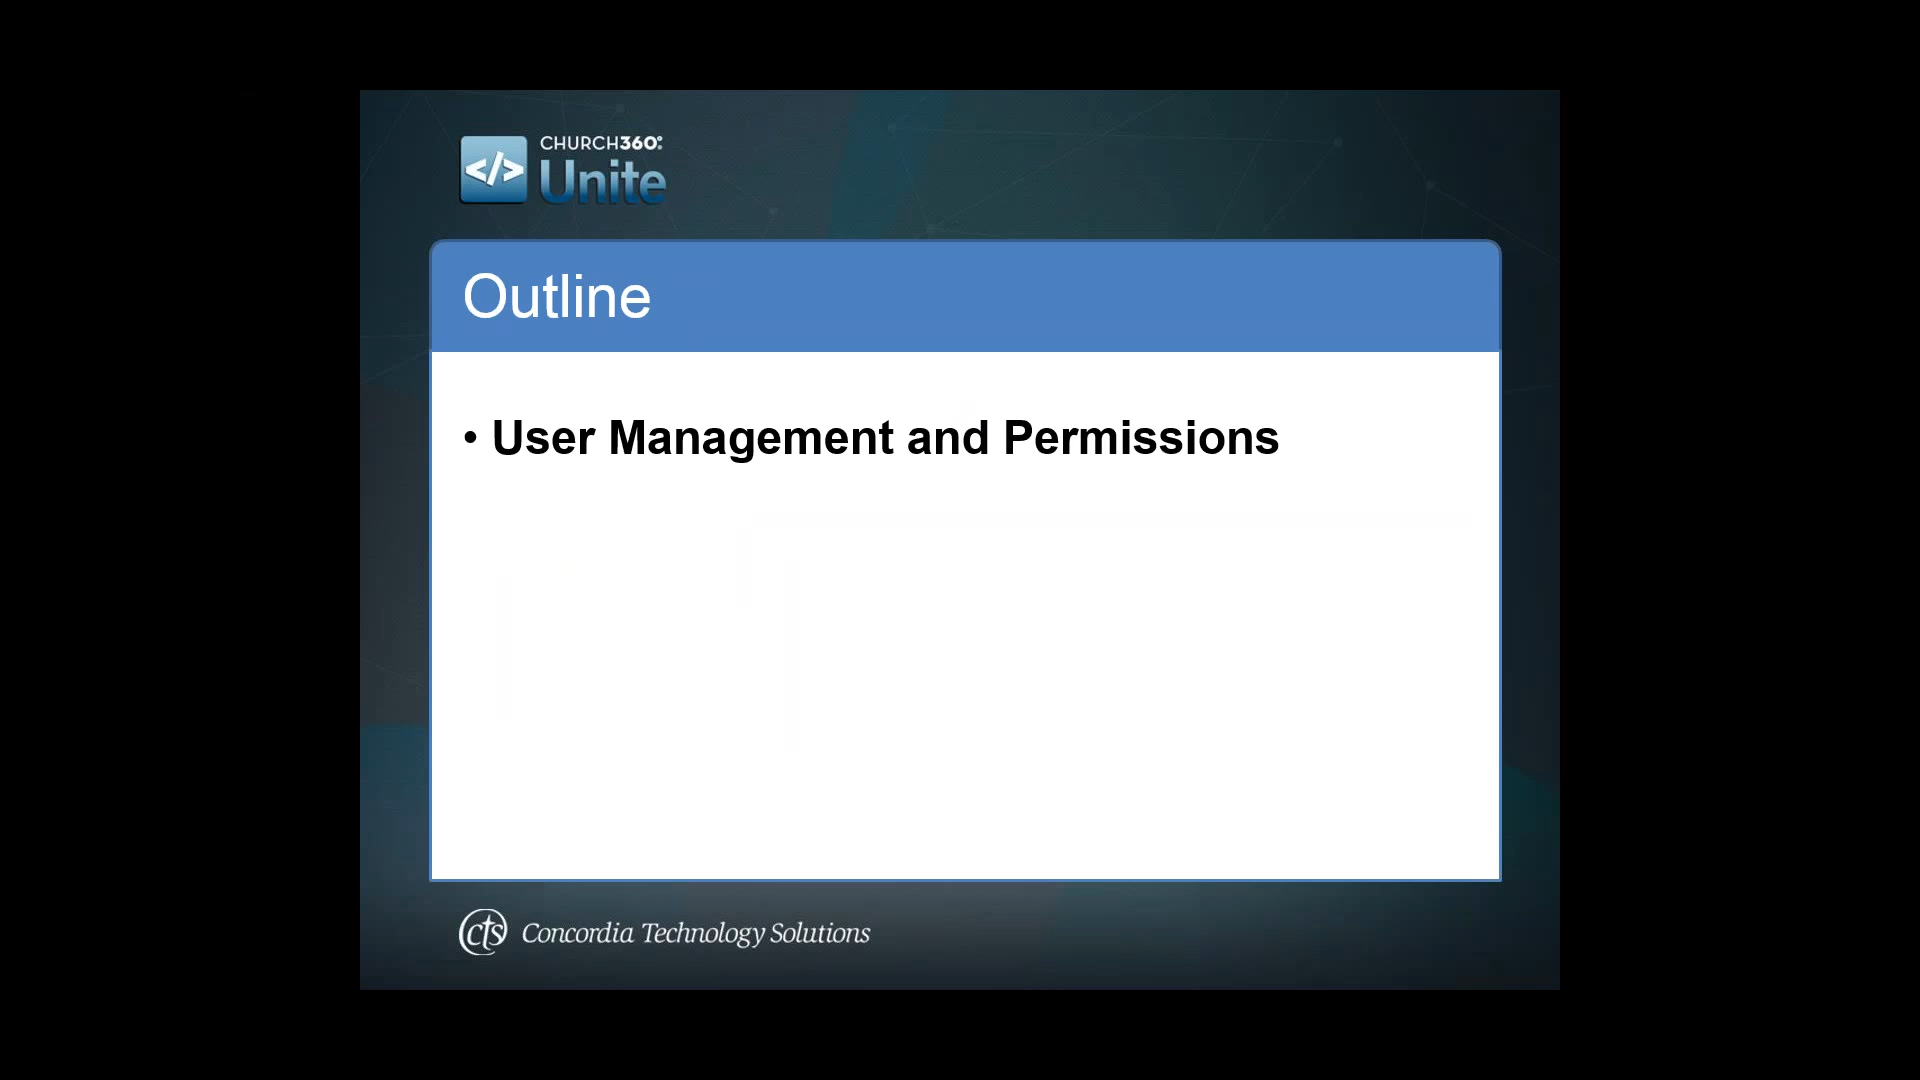 </>
CHURCH360°
Unite
Outline
• User Management and Permissions
cts Concordia Technology Solutions